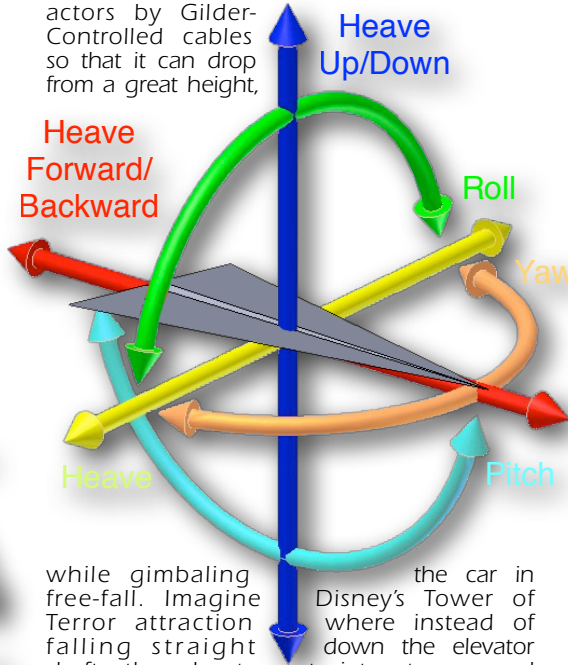 actors by Gilder-
Controlled cables
so that it can drop
from a great height,
Heave
Up/Down
Heave
Forward/
Backward
Roll
Yaw
Heave
Pitch
while gimbaling the car in
free-fall. Imagine Disney's Tower of
Terror attraction where instead of
falling straight down the elevator